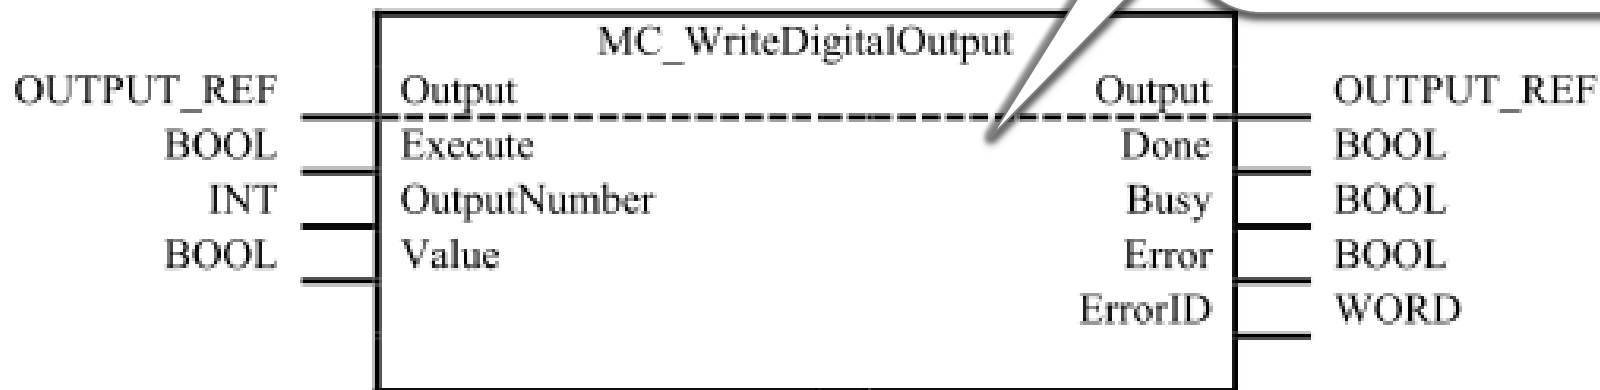 MC_WriteDigitalOutput
OUTPUT_REF Output Output OUTPUT_REF
BOOL Execute Done BOOL
INT OutputNumber Busy BOOL
BOOL Value Error BOOL
ErrorID WORD